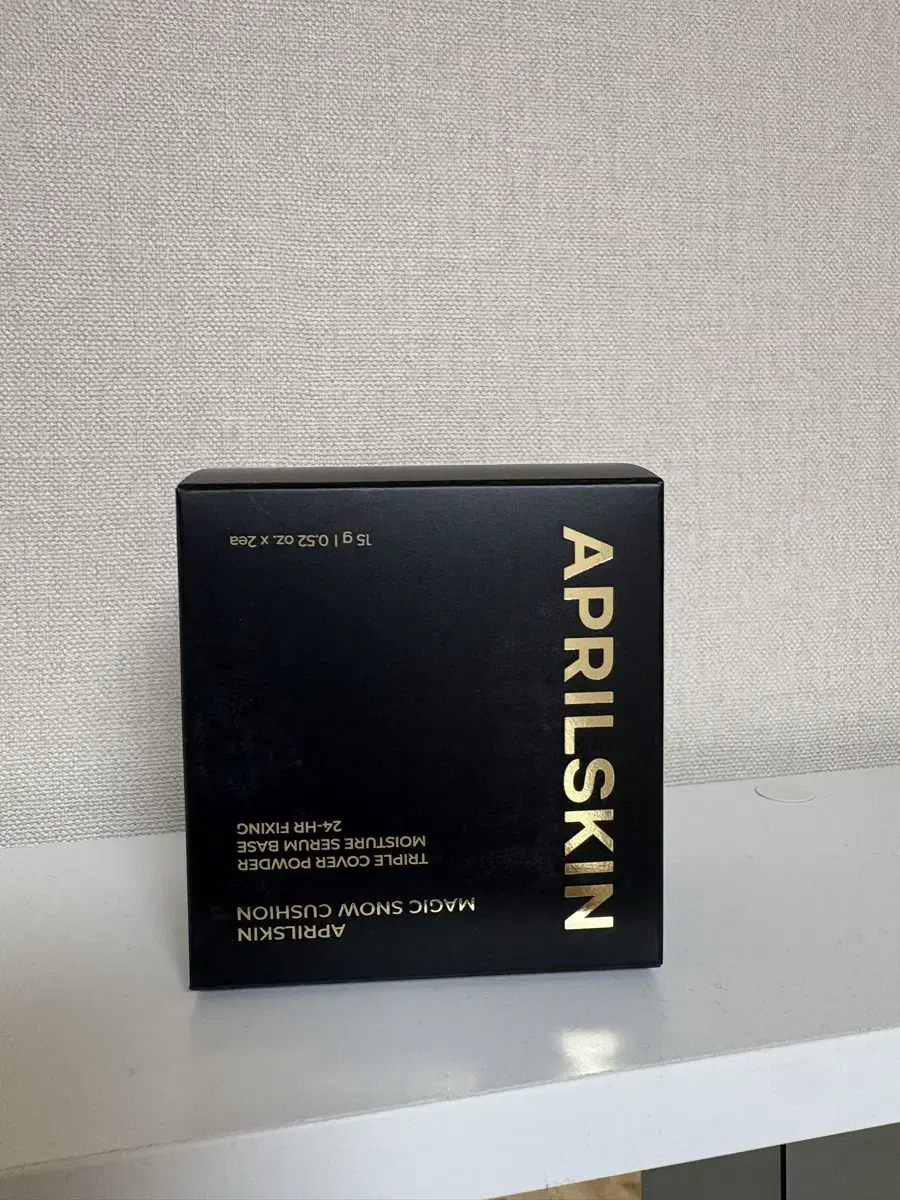 APRILSKIN
APRILSKIN
MAGIC SNOW CUSHION
TRIPLE COVER POWDER
MOISTURE SERUM BASE
24-HR FIXING
15 g | 0.52 oz. x 2ea